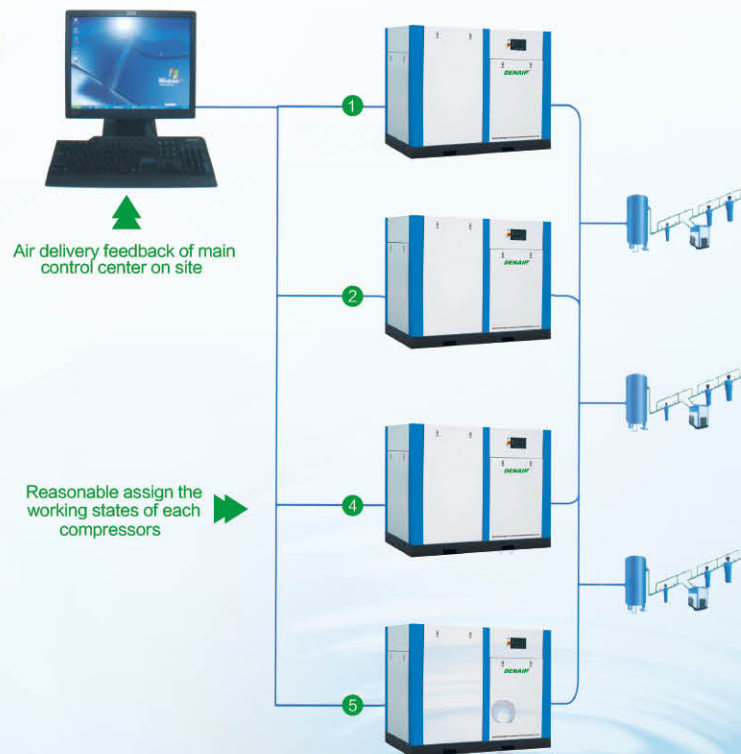 1
DENAIR
Air delivery feedback of main
control center on site
2
DENAIR
Reasonable assign the
working states of each
compressors
4
DENAIR
5
DENAIR